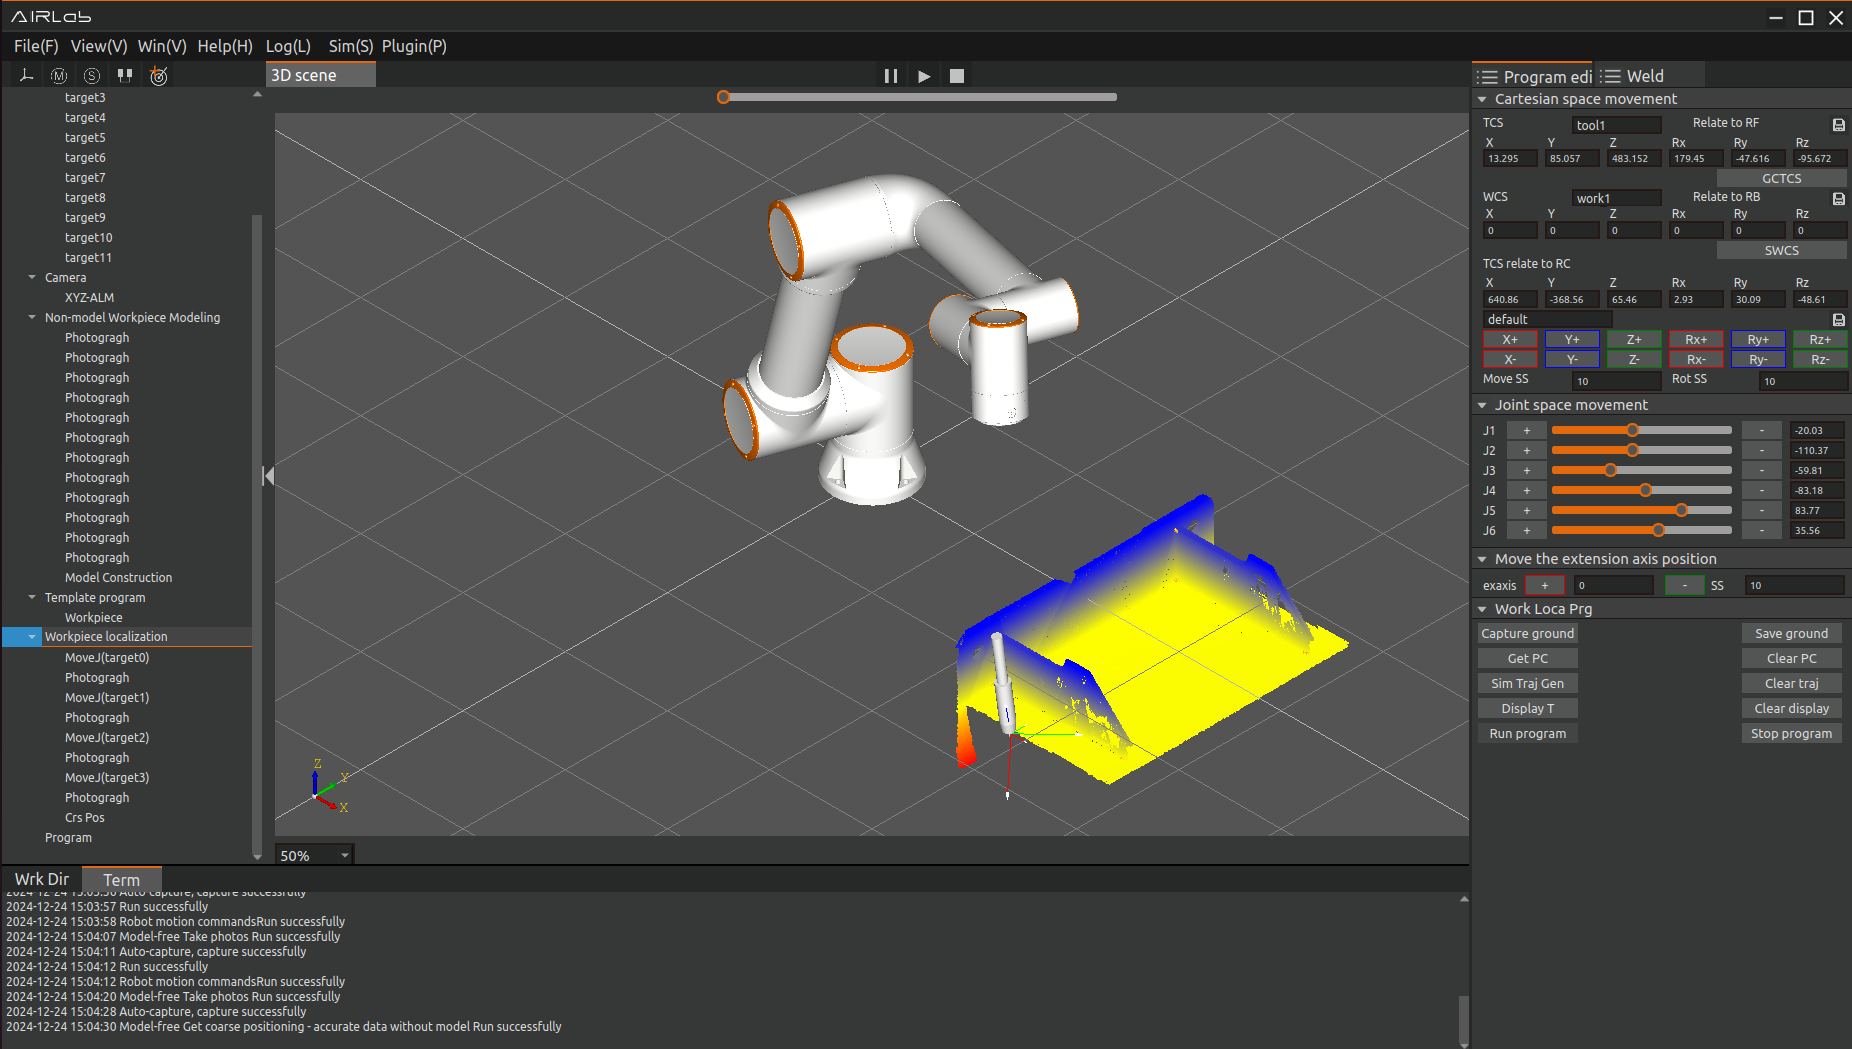 AIRLab
File(F) View(V) Win(V) Help(H) Log(L) Sim(S) Plugin(P)
M S
3D scene
Program edi
Weld
target3
target4
target5
target6
target7
target8
target9
target10
target11
Camera
XYZ-ALM
Non-model Workpiece Modeling
Photogragh
Photogragh
Photogragh
Photogragh
Photogragh
Photogragh
Photogragh
Photogragh
Photogragh
Photogragh
Photogragh
Photogragh
Model Construction
Template program
Workpiece
Workpiece localization
MoveJ(target0)
Photogragh
MoveJ(target1)
Photogragh
MoveJ(target2)
Photogragh
MoveJ(target3)
Photogragh
Crs Pos
Program
Z
Y
X
50%
Cartesian space movement
TCS tool1 Relate to RF
X Y Z Rx Ry Rz
13.295 85.057 483.152 179.45 -47.616 -95.672
GCTCS
WCS work1 Relate to RB
X Y Z Rx Ry Rz
0 0 0 0 0 0
SWCS
TCS relate to RC
X Y Z Rx Ry Rz
640.86 -368.56 65.46 2.93 30.09 -48.61
default
X+ Y+ Z+ Rx+ Ry+ Rz+
X- Y- Z- Rx- Ry- Rz-
Move SS 10 Rot SS 10
Joint space movement
J1 + - -20.03
J2 + - -110.37
J3 + - -59.81
J4 + - -83.18
J5 + - 83.77
J6 + - 35.56
Move the extension axis position
exaxis + 0 - SS 10
Work Loca Prg
Capture ground Save ground
Get PC Clear PC
Sim Traj Gen Clear traj
Display T Clear display
Run program Stop program
Wrk Dir Term
2024-12-24 15:03:56 Auto-capture, capture successfully
2024-12-24 15:03:57 Run successfully
2024-12-24 15:03:58 Robot motion commandsRun successfully
2024-12-24 15:04:07 Model-free Take photos Run successfully
2024-12-24 15:04:11 Auto-capture, capture successfully
2024-12-24 15:04:12 Run successfully
2024-12-24 15:04:12 Robot motion commandsRun successfully
2024-12-24 15:04:20 Model-free Take photos Run successfully
2024-12-24 15:04:28 Auto-capture, capture successfully
2024-12-24 15:04:30 Model-free Get coarse positioning - accurate data without model Run successfully